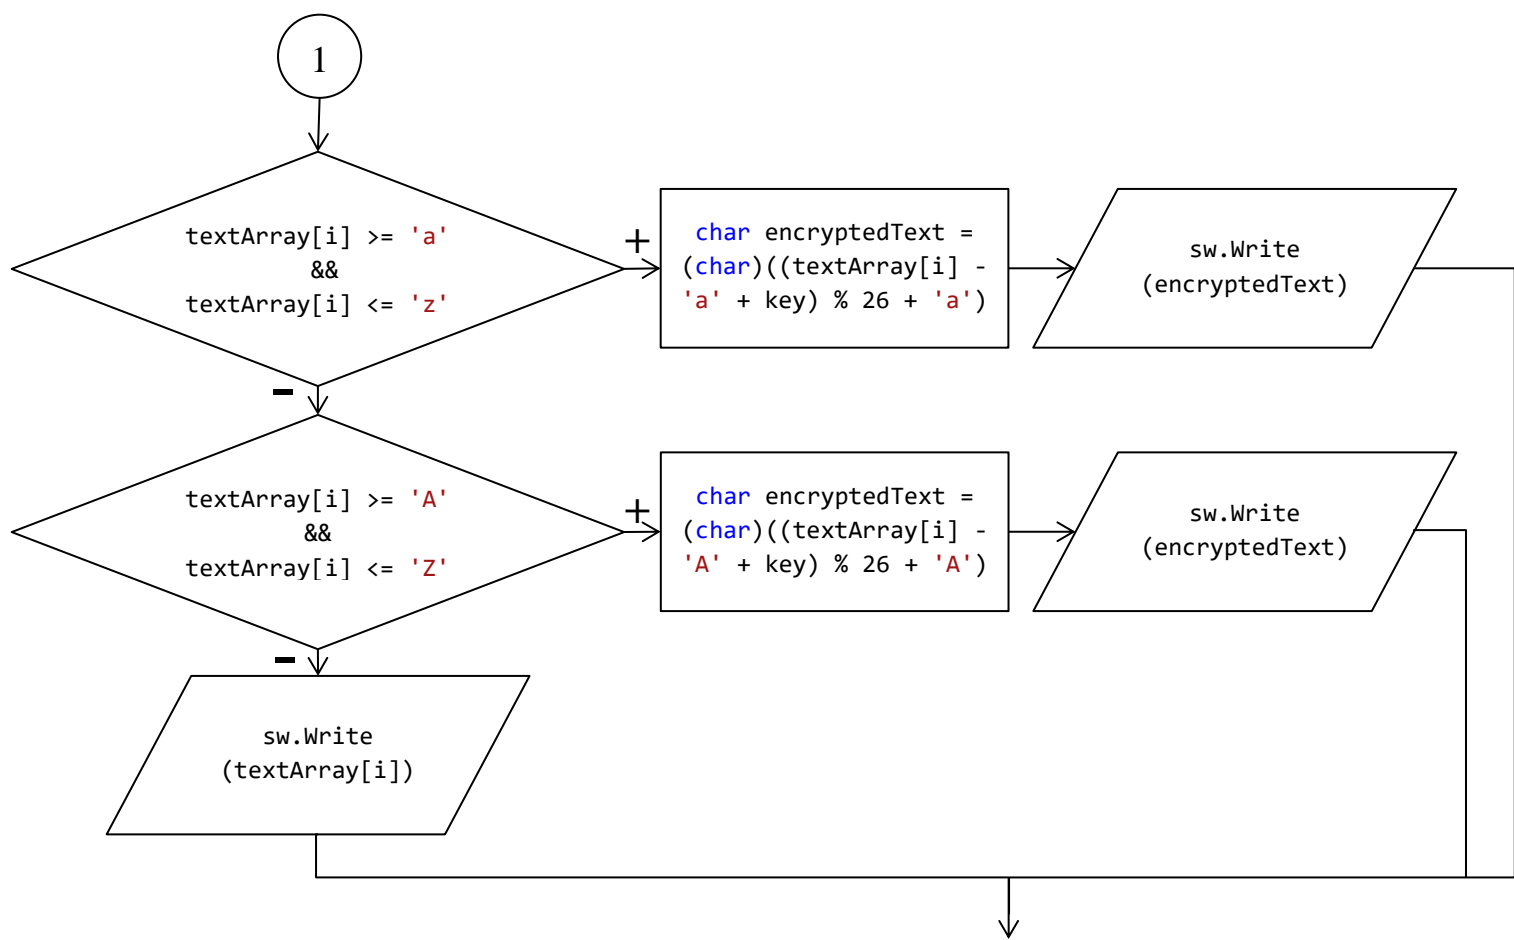 1
textArray[i] >= 'a'
&&
textArray[i] <= 'z'
+
char encryptedText =
(char)((textArray[i] -
'a' + key) % 26 + 'a')
sw.Write
(encryptedText)
-
textArray[i] >= 'A'
&&
textArray[i] <= 'Z'
+
char encryptedText =
(char)((textArray[i] -
'A' + key) % 26 + 'A')
sw.Write
(encryptedText)
-
sw.Write
(textArray[i])